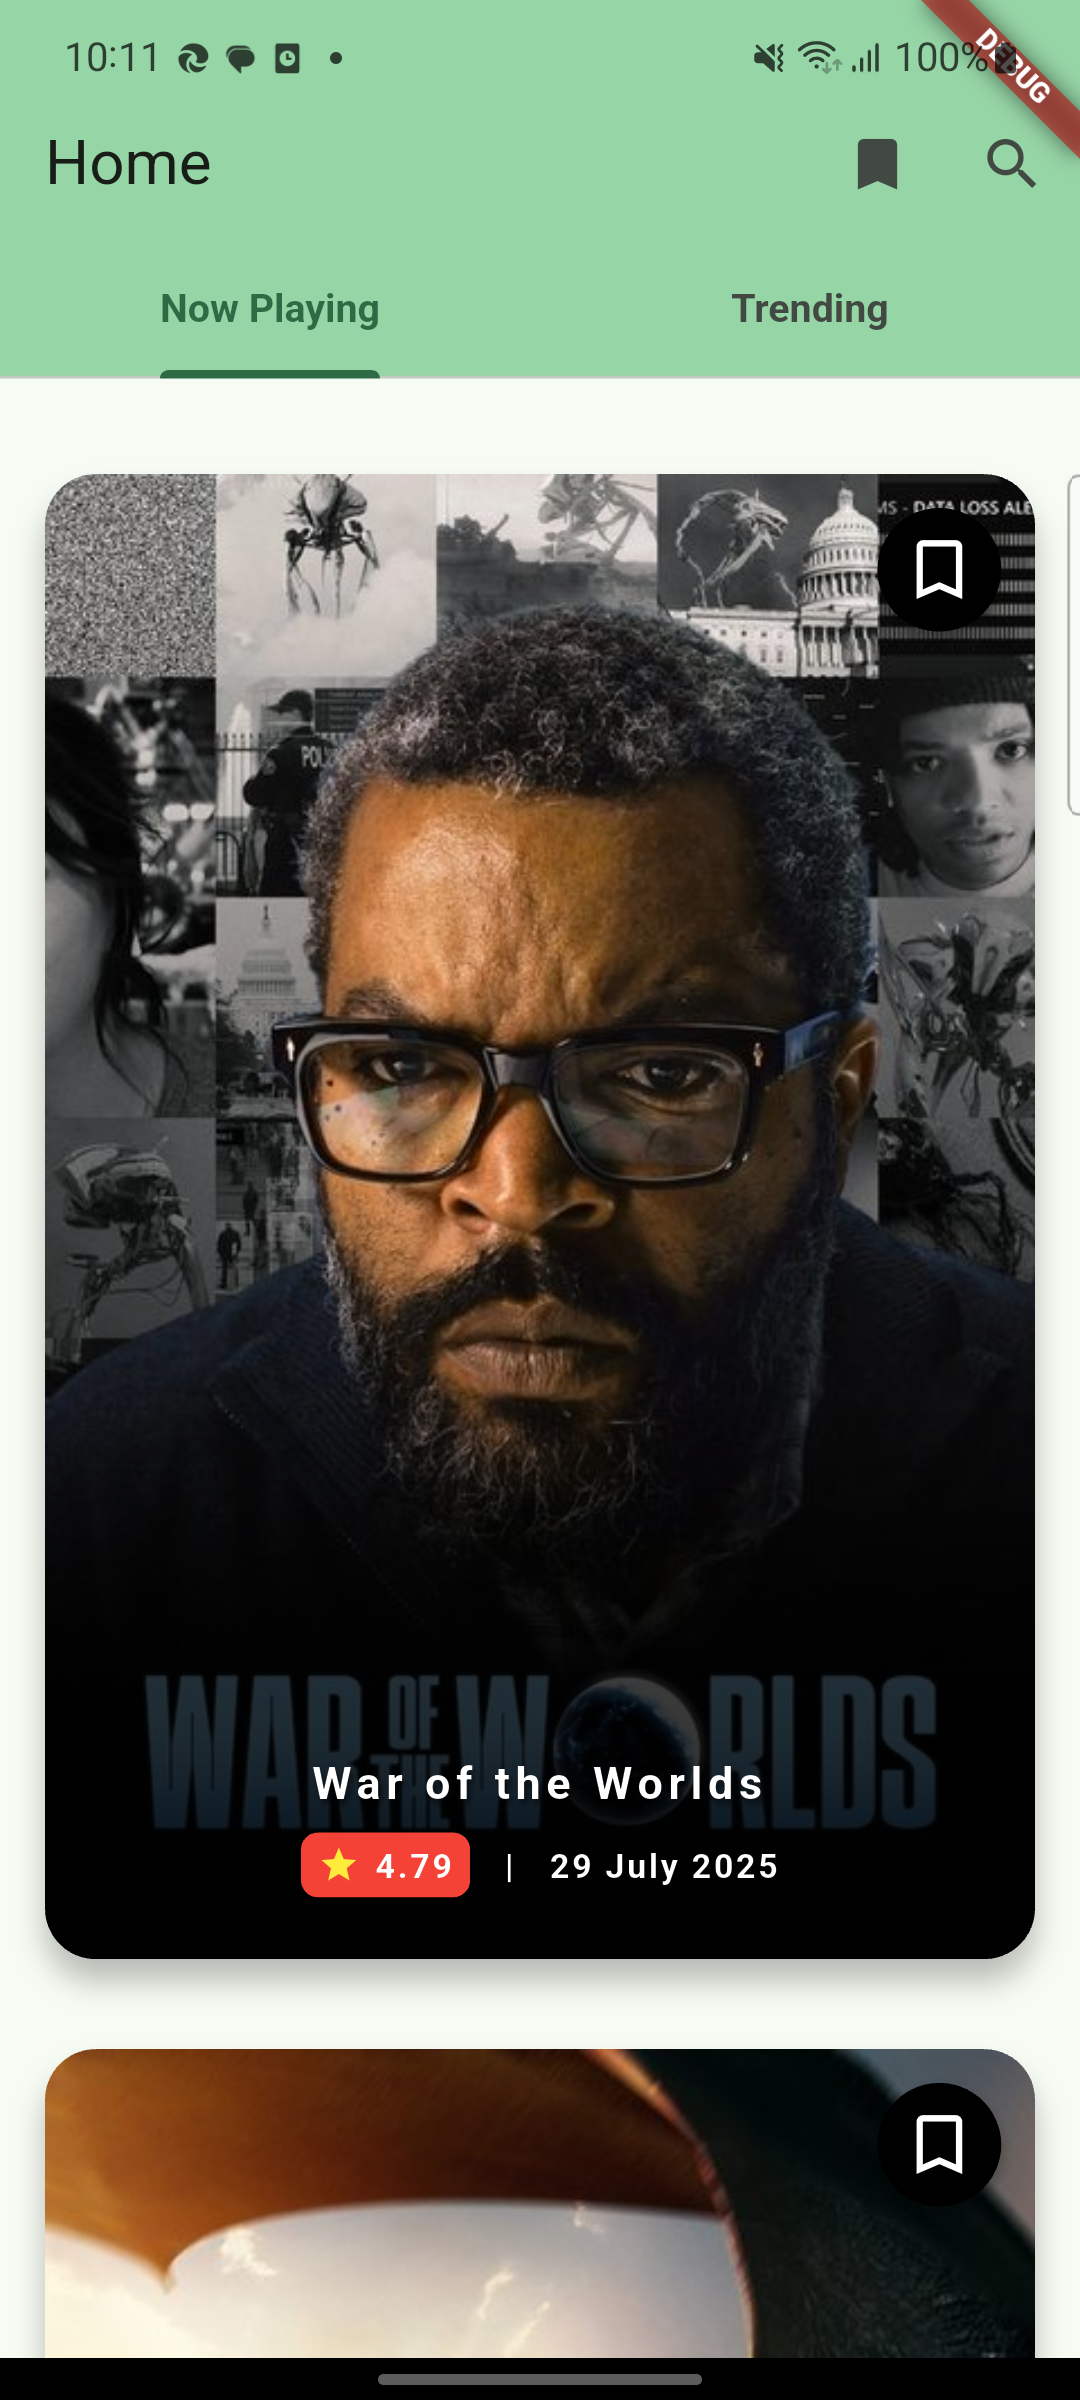 10:11
100%
DEBUG
Home
Now Playing
Trending
MS - DATA LOSS ALE
POL
WAR OF THE WORLDS
War of the Worlds
4.79 | 29 July 2025